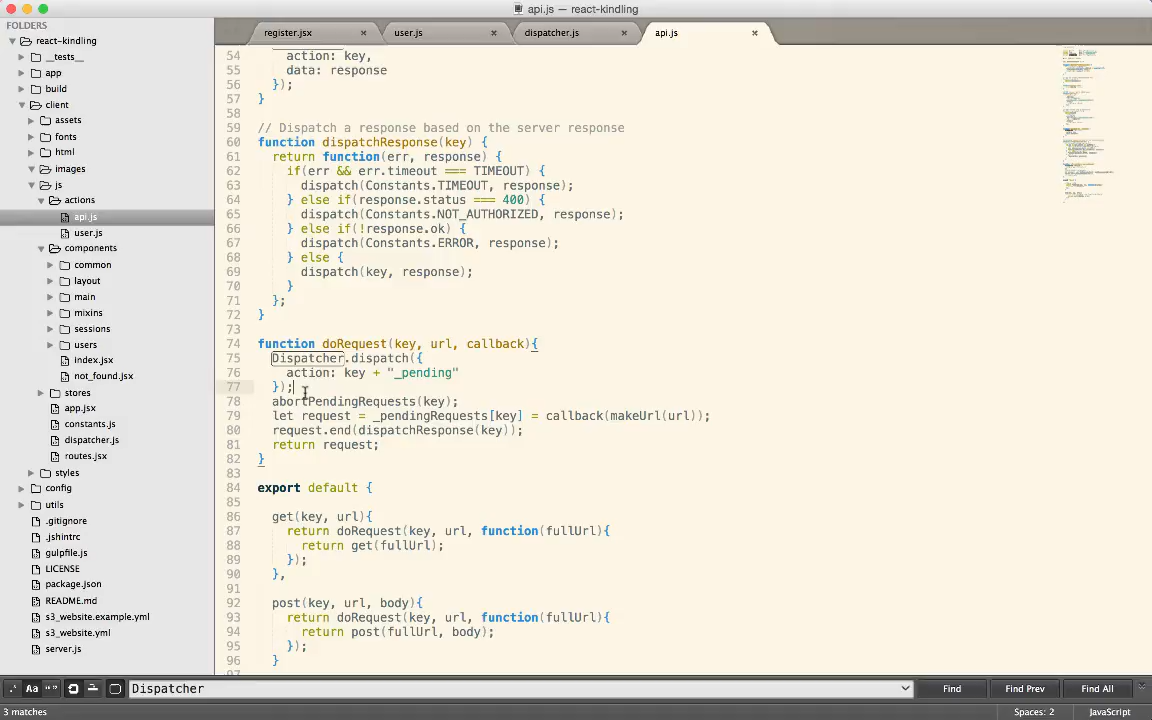 api.js — react-kindling
FOLDERS
react-kindling
__tests__
app
build
client
assets
fonts
html
images
js
actions
api.js
user.js
components
common
layout
main
mixins
sessions
users
index.jsx
not_found.jsx
stores
app.jsx
constants.js
dispatcher.js
routes.jsx
styles
config
utils
.gitignore
.jshintrc
gulpfile.js
LICENSE
package.json
README.md
s3_website.example.yml
s3_website.yml
server.js
register.jsx × user.js × dispatcher.js × api.js ×
54 action: key,
55 data: response
56 });
57 }
58
59 // Dispatch a response based on the server response
60 function dispatchResponse(key) {
61 return function(err, response) {
62 if(err && err.timeout === TIMEOUT) {
63 dispatch(Constants.TIMEOUT, response);
64 } else if(response.status === 400) {
65 dispatch(Constants.NOT_AUTHORIZED, response);
66 } else if(!response.ok) {
67 dispatch(Constants.ERROR, response);
68 } else {
69 dispatch(key, response);
70 }
71 };
72 }
73
74 function doRequest(key, url, callback){
75 Dispatcher.dispatch({
76 action: key + "_pending"
77 });
78 abortPendingRequests(key);
79 let request = _pendingRequests[key] = callback(makeUrl(url));
80 request.end(dispatchResponse(key));
81 return request;
82 }
83
84 export default {
85
86 get(key, url){
87 return doRequest(key, url, function(fullUrl){
88 return get(fullUrl);
89 });
90 },
91
92 post(key, url, body){
93 return doRequest(key, url, function(fullUrl){
94 return post(fullUrl, body);
95 });
96 }
97
.* Aa "" Dispatcher Find Find Prev Find All
3 matches Spaces: 2 JavaScript